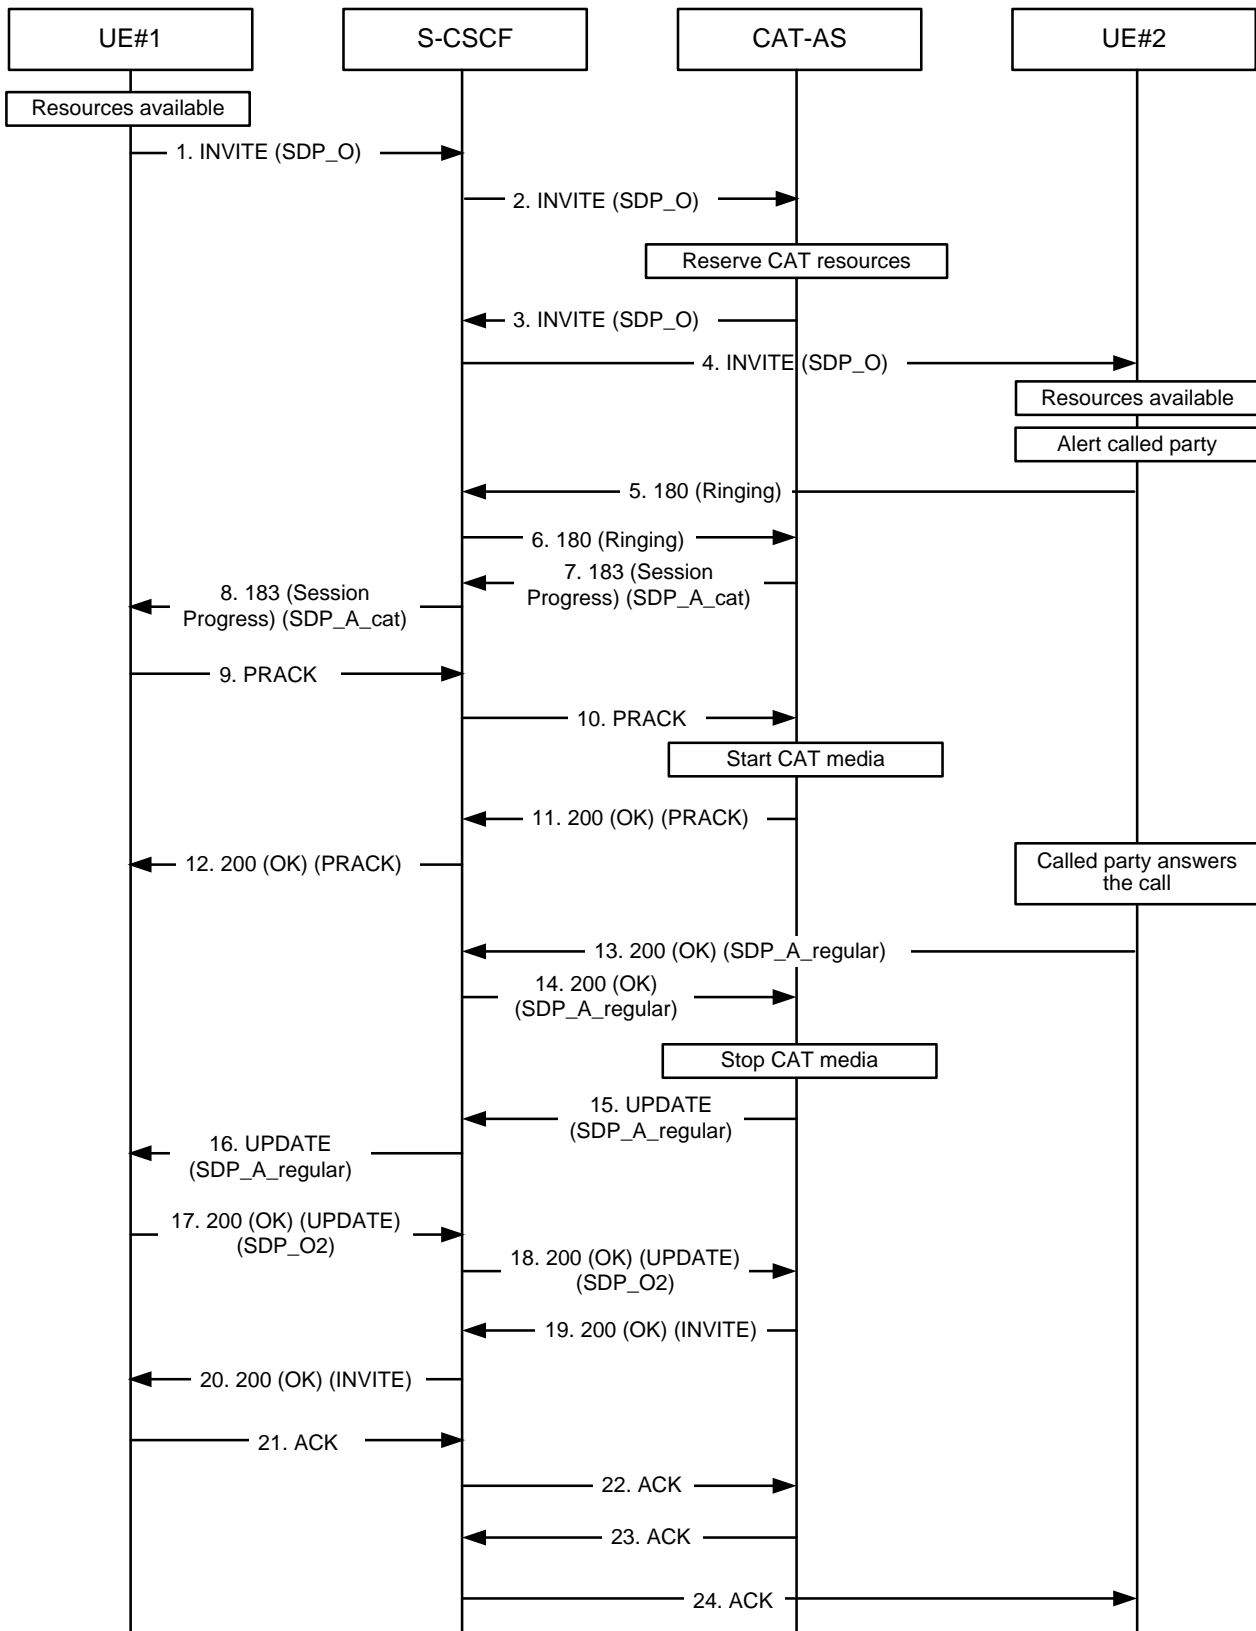 UE#1
S-CSCF
CAT-AS
UE#2
Resources available
1. INVITE (SDP_O)
2. INVITE (SDP_O)
Reserve CAT resources
3. INVITE (SDP_O)
4. INVITE (SDP_O)
Resources available
Alert called party
5. 180 (Ringing)
6. 180 (Ringing)
7. 183 (Session
Progress) (SDP_A_cat)
8. 183 (Session
Progress) (SDP_A_cat)
9. PRACK
10. PRACK
Start CAT media
11. 200 (OK) (PRACK)
12. 200 (OK) (PRACK)
Called party answers
the call
13. 200 (OK) (SDP_A_regular)
14. 200 (OK)
(SDP_A_regular)
Stop CAT media
15. UPDATE
(SDP_A_regular)
16. UPDATE
(SDP_A_regular)
17. 200 (OK) (UPDATE)
(SDP_O2)
18. 200 (OK) (UPDATE)
(SDP_O2)
19. 200 (OK) (INVITE)
20. 200 (OK) (INVITE)
21. ACK
22. ACK
23. ACK
24. ACK